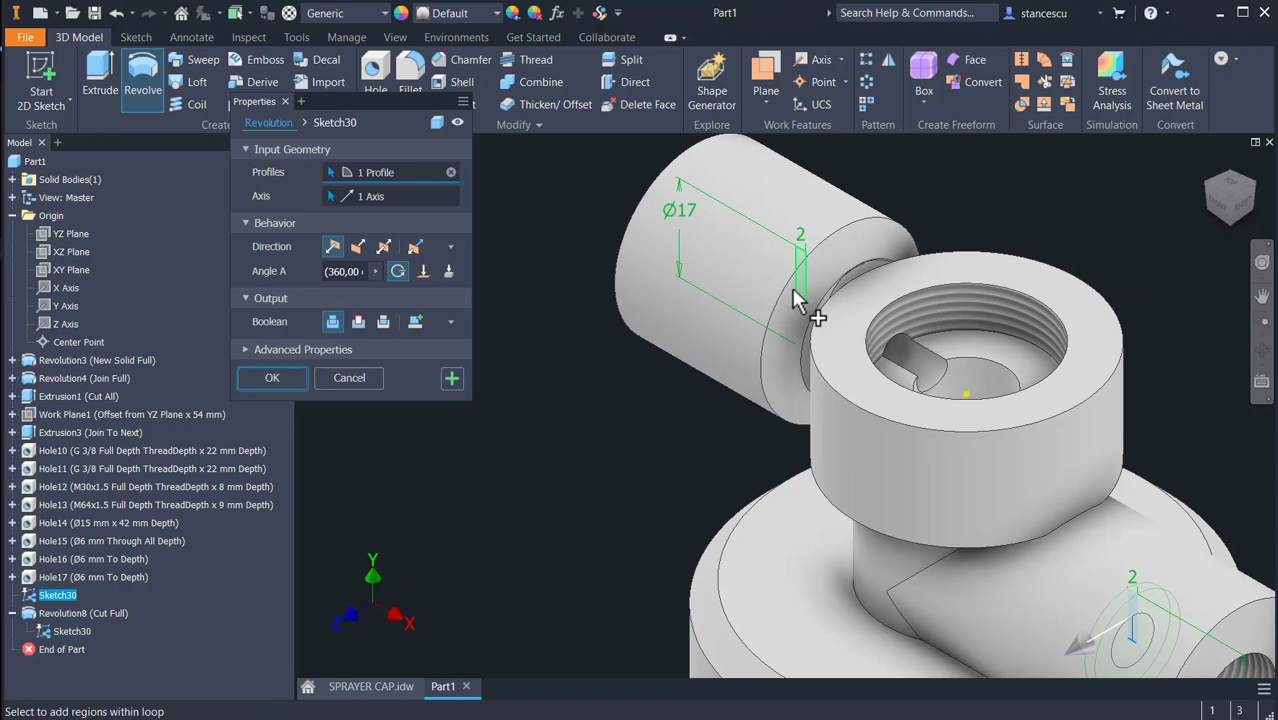 Generic
Default
Part1
Search Help & Commands...
stancescu
File
3D Model
Sketch
Annotate
Inspect
Tools
Manage
View
Environments
Get Started
Collaborate
Start
2D Sketch
Extrude
Revolve
Sweep
Loft
Coil
Emboss
Derive
Decal
Import
Hole
Fillet
Chamfer
Shell
Thread
Combine
Thicken/ Offset
Split
Direct
Delete Face
Shape
Generator
Plane
Axis
Point
UCS
Box
Face
Convert
Stress
Analysis
Convert to
Sheet Metal
Sketch
Modify
Explore
Work Features
Pattern
Create Freeform
Surface
Simulation
Convert
Model
Part1
Solid Bodies(1)
View: Master
Origin
YZ Plane
XZ Plane
XY Plane
X Axis
Y Axis
Z Axis
Center Point
Revolution3 (New Solid Full)
Revolution4 (Join Full)
Extrusion1 (Cut All)
Work Plane1 (Offset from YZ Plane x 54 mm)
Extrusion3 (Join To Next)
Hole10 (G 3/8 Full Depth ThreadDepth x 22 mm Depth)
Hole11 (G 3/8 Full Depth ThreadDepth x 22 mm Depth)
Hole12 (M30x1.5 Full Depth ThreadDepth x 8 mm Depth)
Hole13 (M64x1.5 Full Depth ThreadDepth x 9 mm Depth)
Hole14 (Ø15 mm x 42 mm Depth)
Hole15 (Ø6 mm Through All Depth)
Hole16 (Ø6 mm To Depth)
Hole17 (Ø6 mm To Depth)
Sketch30
Revolution8 (Cut Full)
Sketch30
End of Part
Properties
Revolution > Sketch30
Input Geometry
Profiles
1 Profile
Axis
1 Axis
Behavior
Direction
Angle A
(360,00
Output
Boolean
Advanced Properties
OK
Cancel
Ø17
2
2
Y
Z
X
SPRAYER CAP.idw
Part1
Select to add regions within loop
1
3